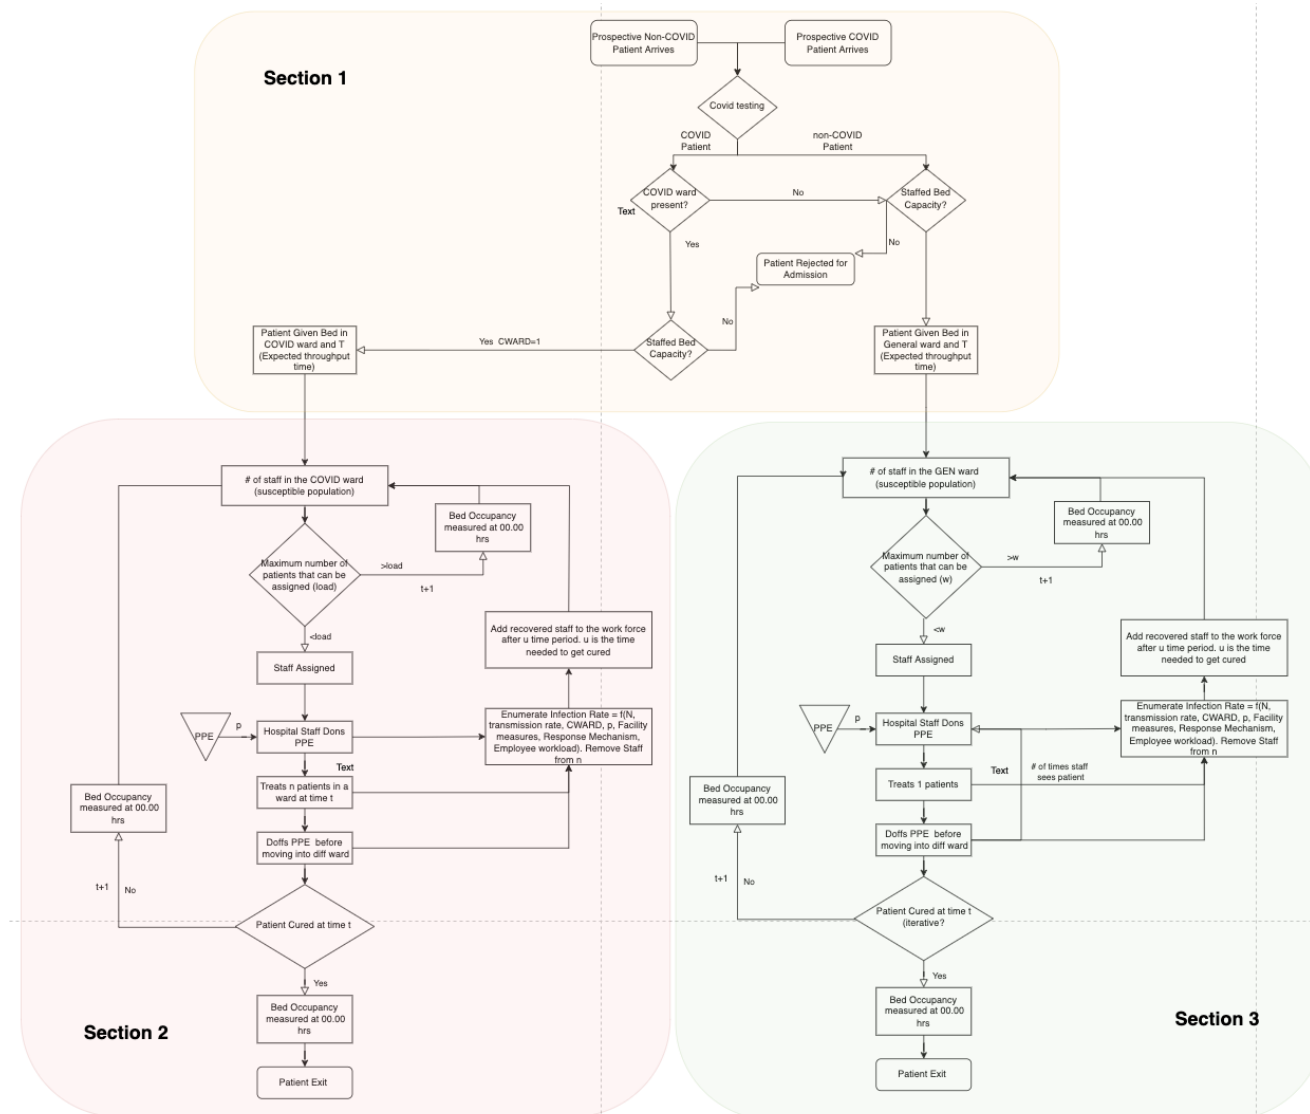 Section 1
Prospective Non-COVID
Patient Arrives
Prospective COVID
Patient Arrives
Covid testing
COVID
Patient
non-COVID
Patient
COVID ward
present?
Text
No
Staffed Bed
Capacity?
Yes
No
Patient Rejected for
Admission
No
Staffed Bed
Capacity?
Yes CWARD=1
Patient Given Bed in
COVID ward and T
(Expected throughput
time)
Patient Given Bed in
General ward and T
(Expected throughput
time)
# of staff in the COVID ward
(susceptible population)
Bed Occupancy
measured at 00.00
hrs
Maximum number of
patients that can be
assigned (load)
>load
t+1
<load
Staff Assigned
Add recovered staff to the work force
after u time period. u is the time
needed to get cured
PPE
p
Hospital Staff Dons
PPE
Enumerate Infection Rate = f(N,
transmission rate, CWARD, p, Facility
measures, Response Mechanism,
Employee workload). Remove Staff
from n
Text
Treats n patients in a
ward at time t
Bed Occupancy
measured at 00.00
hrs
Doffs PPE before
moving into diff ward
t+1
No
Patient Cured at time t
Yes
Bed Occupancy
measured at 00.00
hrs
Patient Exit
Section 2
# of staff in the GEN ward
(susceptible population)
Bed Occupancy
measured at 00.00
hrs
Maximum number of
patients that can be
assigned (w)
>w
t+1
<w
Staff Assigned
Add recovered staff to the work force
after u time period. u is the time
needed to get cured
PPE
p
Hospital Staff Dons
PPE
Enumerate Infection Rate = f(N,
transmission rate, CWARD, p, Facility
measures, Response Mechanism,
Employee workload). Remove Staff
from n
Text
# of times staff
sees patient
Treats 1 patients
Bed Occupancy
measured at 00.00
hrs
Doffs PPE before
moving into diff ward
t+1
No
Patient Cured at time t
(iterative?
Yes
Bed Occupancy
measured at 00.00
hrs
Patient Exit
Section 3